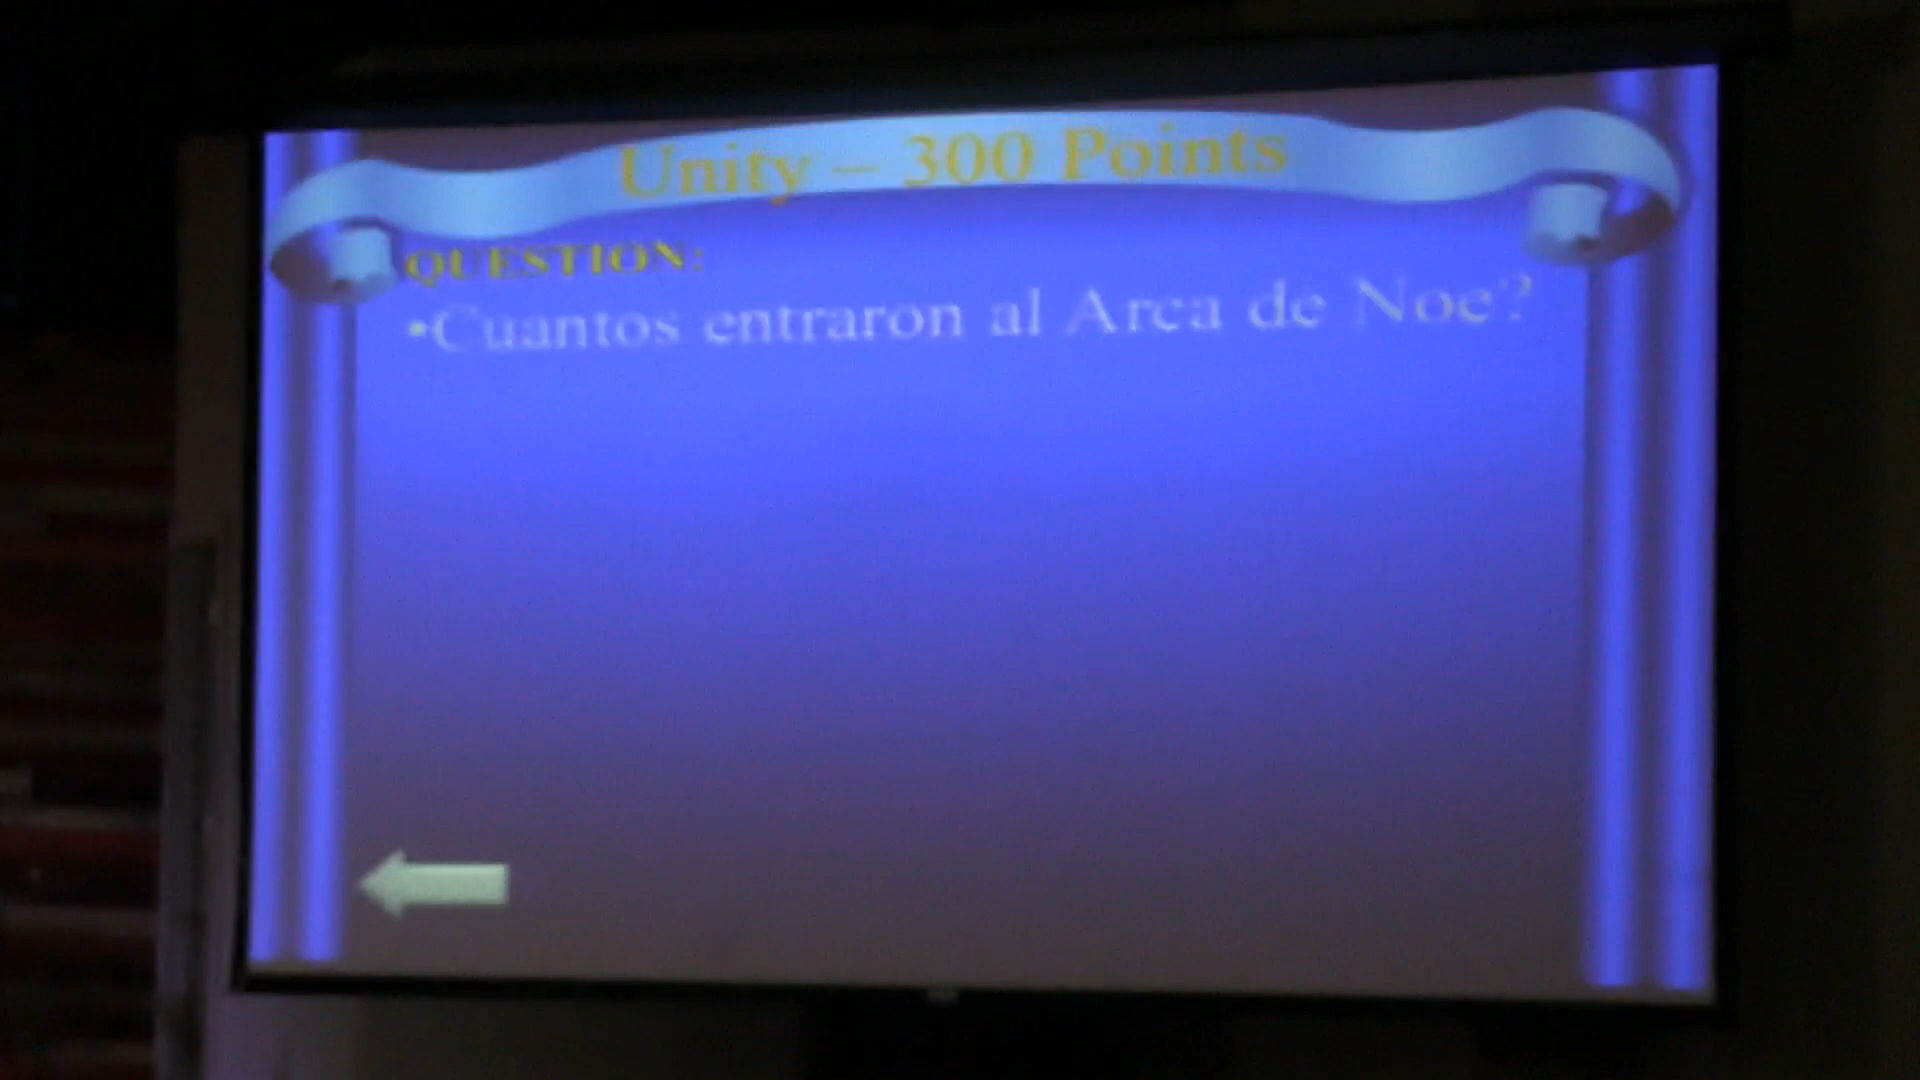 Unity – 300 Points
QUESTION:
•Cuantos entraron al Arca de Noe?